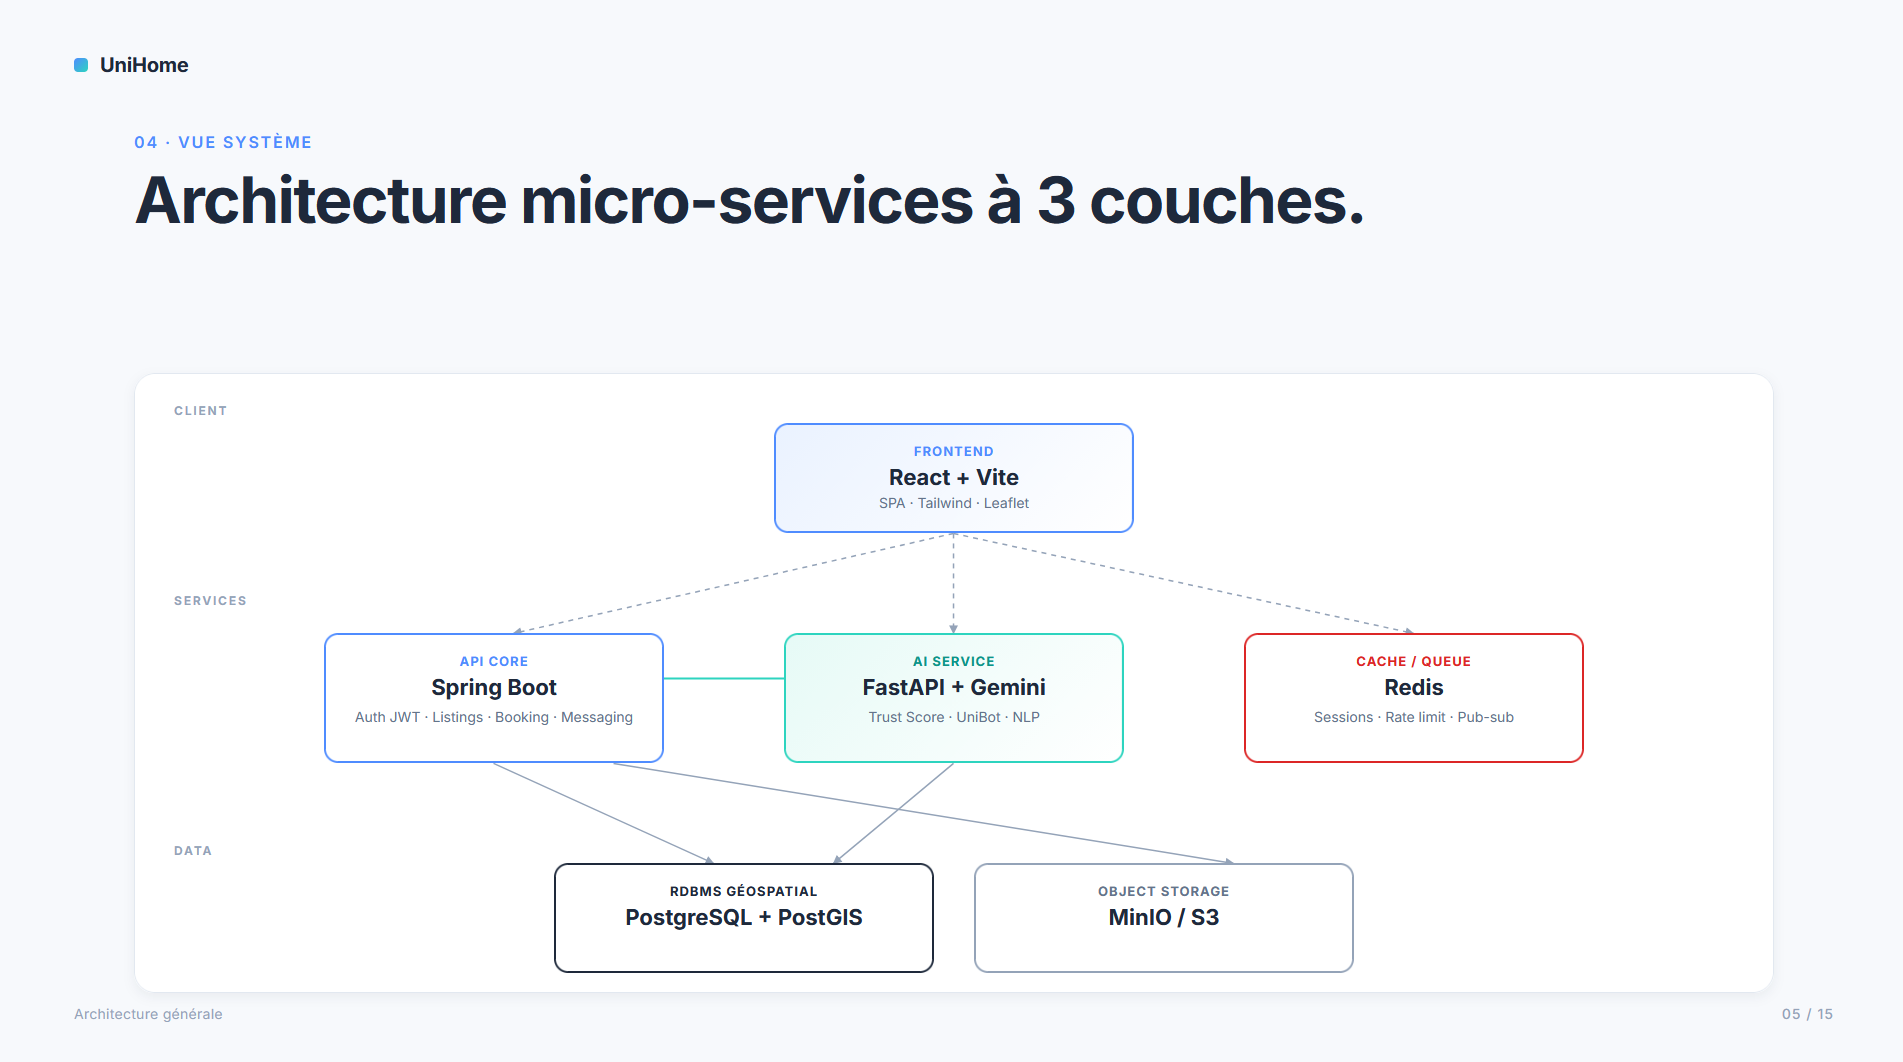 UniHome
04 · VUE SYSTÈME
Architecture micro-services à 3 couches.
CLIENT
FRONTEND
React + Vite
SPA · Tailwind · Leaflet
SERVICES
API CORE
Spring Boot
Auth JWT · Listings · Booking · Messaging
AI SERVICE
FastAPI + Gemini
Trust Score · UniBot · NLP
CACHE / QUEUE
Redis
Sessions · Rate limit · Pub-sub
DATA
RDBMS GÉOSPATIAL
PostgreSQL + PostGIS
OBJECT STORAGE
MinIO / S3
Architecture générale
05 / 15